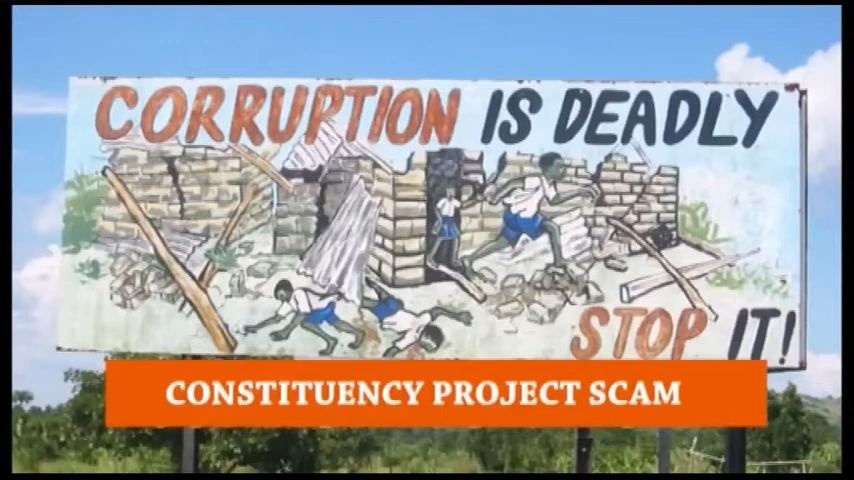 CORRUPTION IS DEADLY
STOP IT!
CONSTITUENCY PROJECT SCAM